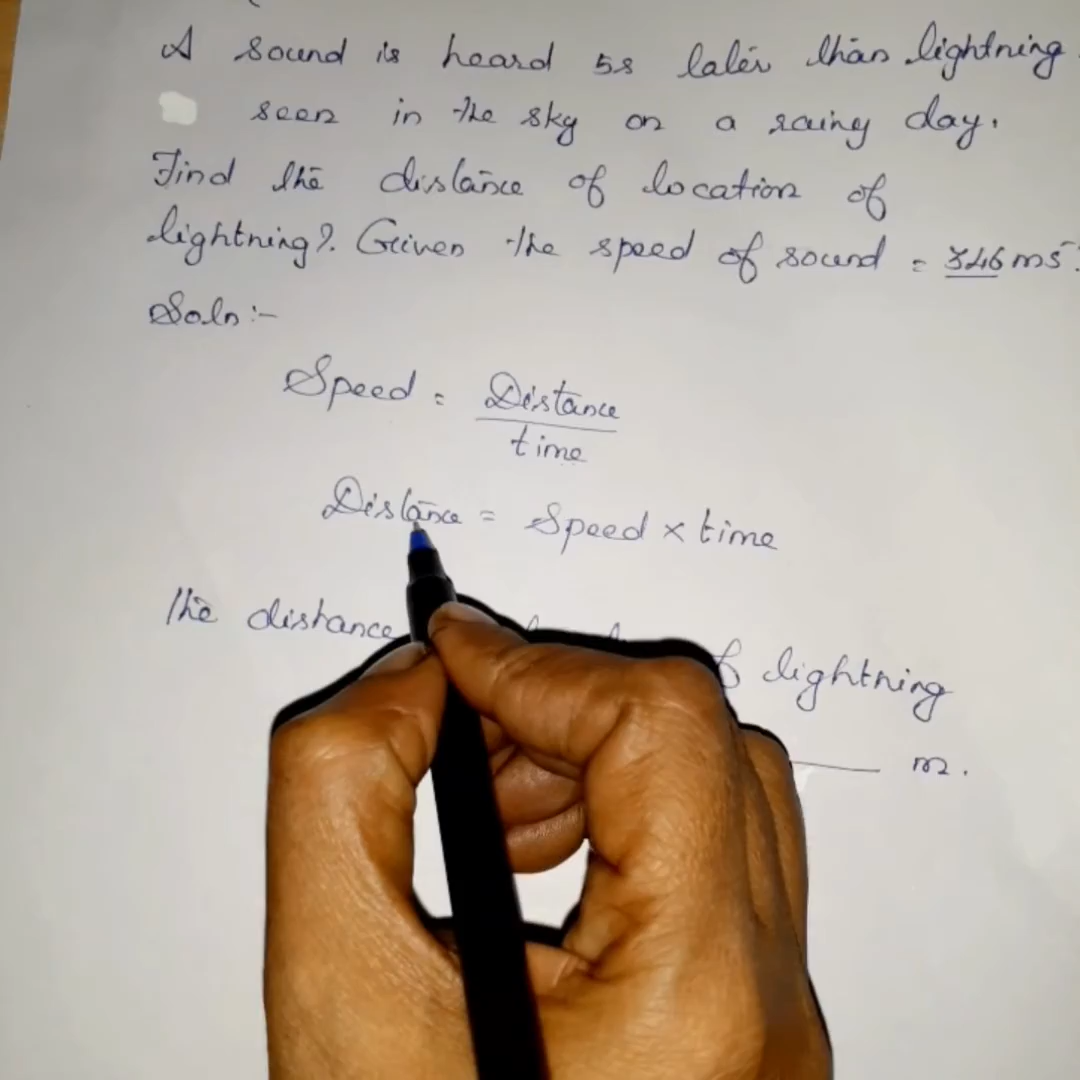 A sound is heard 5s later than lightning
seen in the sky on a rainy day.
Find the distance of location of
lightning?. Given the speed of sound = 346 ms⁻
Soln :-
Speed = Distance
time
Distance = Speed × time
The distance of lightning
m.